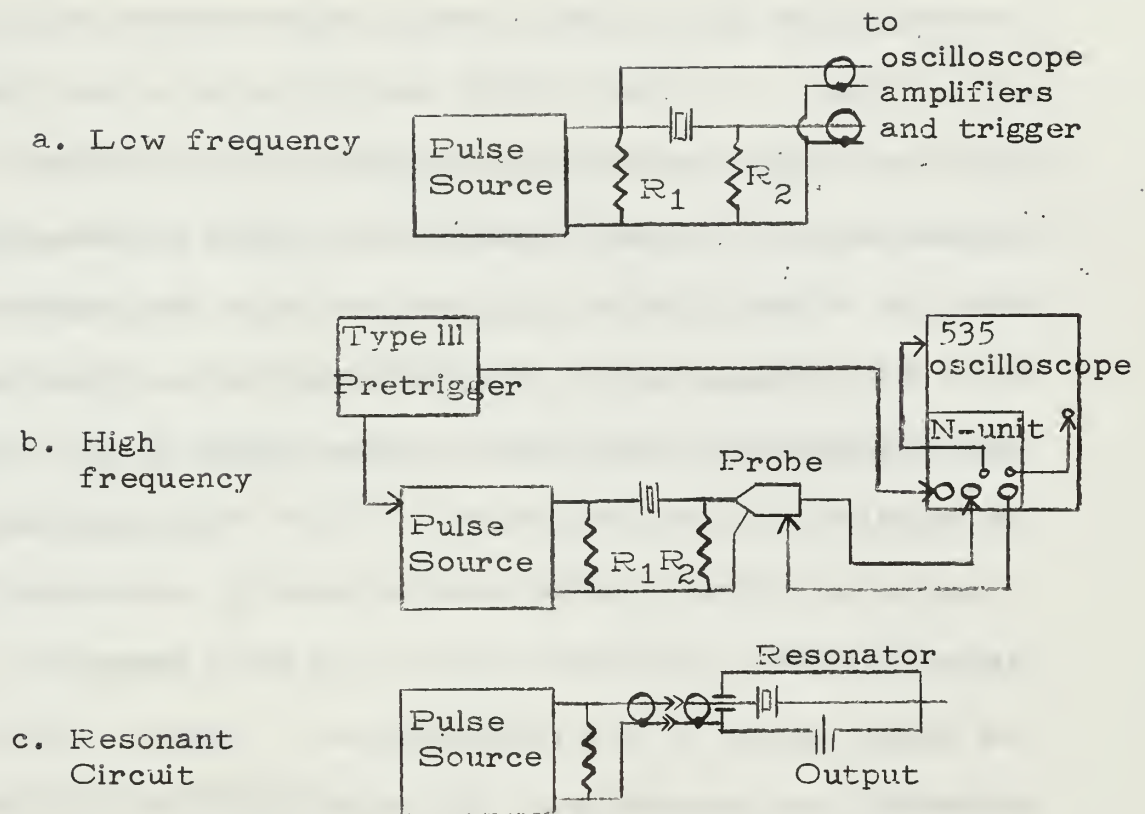 to
oscilloscope
amplifiers
and trigger
a. Low frequency
Pulse
Source
R1
R2
Type III
Pretrigger
535
oscilloscope
N-unit
b. High
frequency
Probe
Pulse
Source
R1
R2
Resonator
c. Resonant
Circuit
Pulse
Source
Output